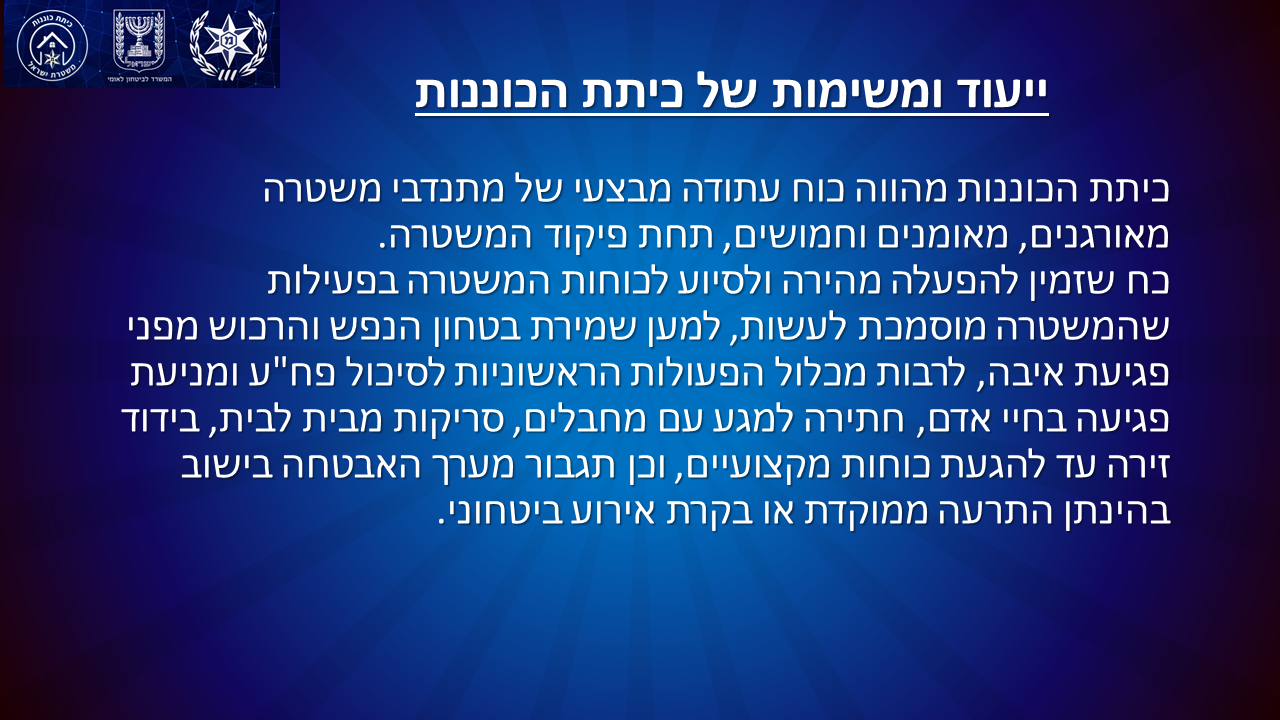 כיתת כוננות
משטרת ישראל
המשרד לביטחון לאומי
ייעוד ומשימות של כיתת הכוננות
כיתת הכוננות מהווה כוח עתודה מבצעי של מתנדבי משטרה
מאורגנים, מאומנים וחמושים, תחת פיקוד המשטרה.
כח שזמין להפעלה מהירה ולסיוע לכוחות המשטרה בפעילות
שהמשטרה מוסמכת לעשות, למען שמירת בטחון הנפש והרכוש מפני
פגיעת איבה, לרבות מכלול הפעולות הראשוניות לסיכול פח"ע ומניעת
פגיעה בחיי אדם, חתירה למגע עם מחבלים, סריקות מבית לבית, בידוד
זירה עד להגעת כוחות מקצועיים, וכן תגבור מערך האבטחה בישוב
בהינתן התרעה ממוקדת או בקרת אירוע ביטחוני.